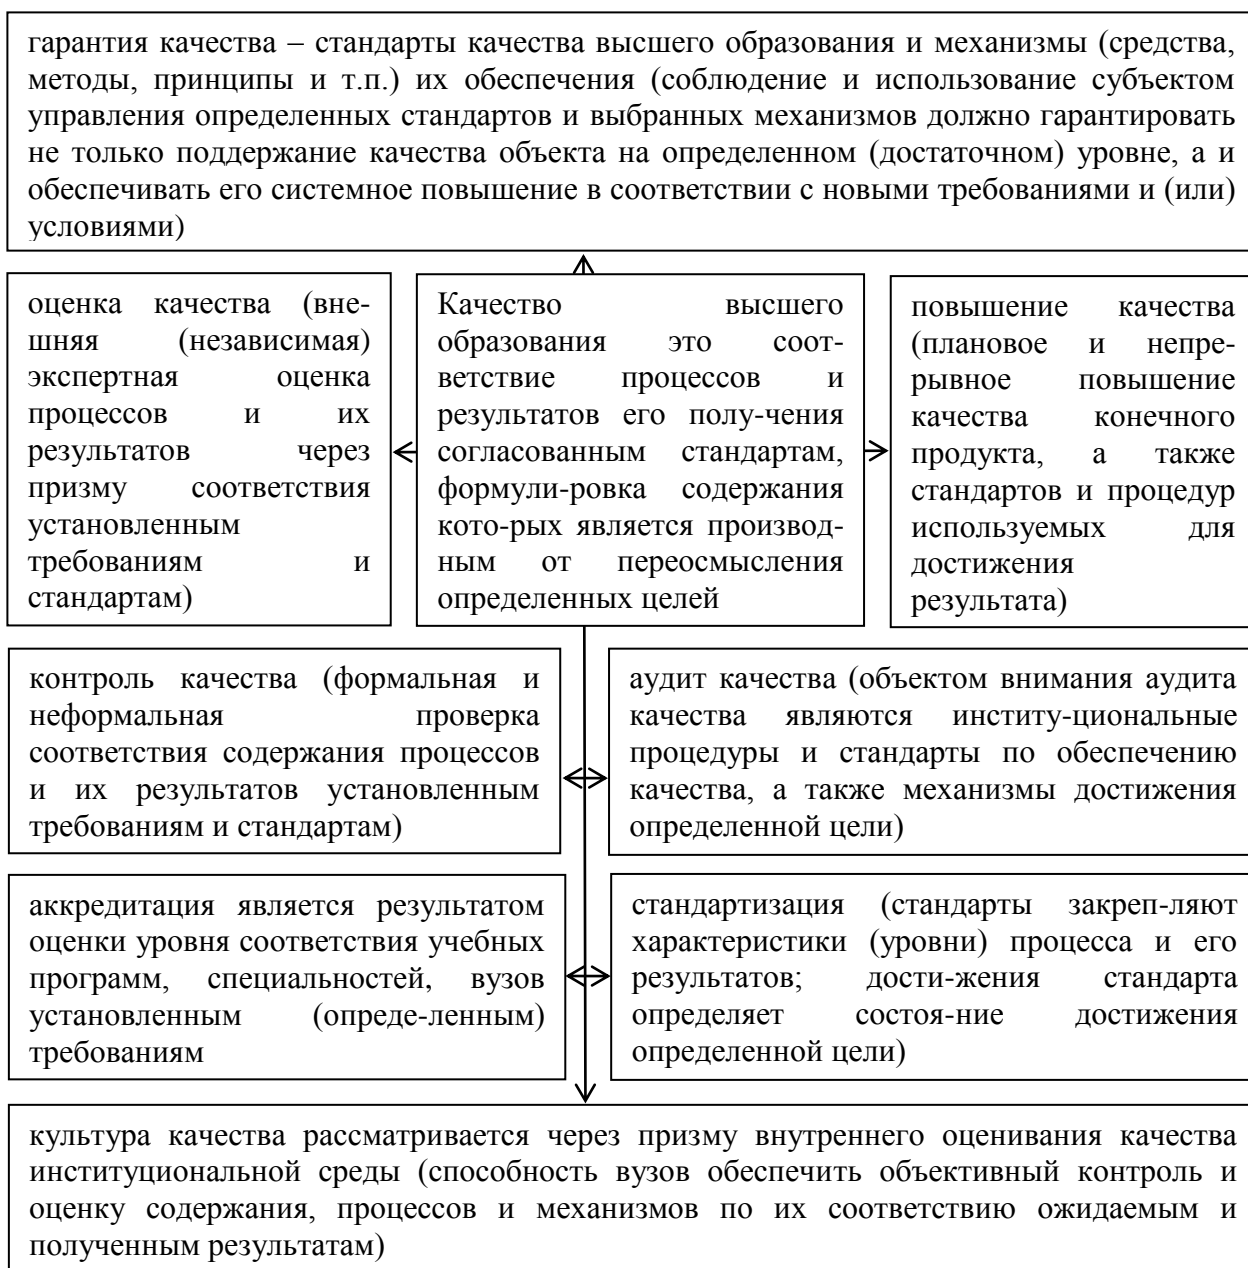 гарантия качества – стандарты качества высшего образования и механизмы (средства,
методы, принципы и т.п.) их обеспечения (соблюдение и использование субъектом
управления определенных стандартов и выбранных механизмов должно гарантировать
не только поддержание качества объекта на определенном (достаточном) уровне, а и
обеспечивать его системное повышение в соответствии с новыми требованиями и (или)
условиями)
оценка качества (вне-
шняя (независимая)
экспертная оценка
процессов и их
результатов через
призму соответствия
установленным
требованиям и
стандартам)
Качество высшего
образования это соот-
ветствие процессов и
результатов его полу-чения
согласованным стандартам,
формули-ровка содержания
кото-рых является производ-
ным от переосмысления
определенных целей
повышение качества
(плановое и непре-
рывное повышение
качества конечного
продукта, а также
стандартов и процедур
используемых для
достижения
результата)
контроль качества (формальная и
неформальная проверка
соответствия содержания процессов
и их результатов установленным
требованиям и стандартам)
аудит качества (объектом внимания аудита
качества являются институ-циональные
процедуры и стандарты по обеспечению
качества, а также механизмы достижения
определенной цели)
аккредитация является результатом
оценки уровня соответствия учебных
программ, специальностей, вузов
установленным (опреде-ленным)
требованиям
стандартизация (стандарты закреп-ляют
характеристики (уровни) процесса и его
результатов; дости-жения стандарта
определяет состоя-ние достижения
определенной цели)
культура качества рассматривается через призму внутреннего оценивания качества
институциональной среды (способность вузов обеспечить объективный контроль и
оценку содержания, процессов и механизмов по их соответствию ожидаемым и
полученным результатам)